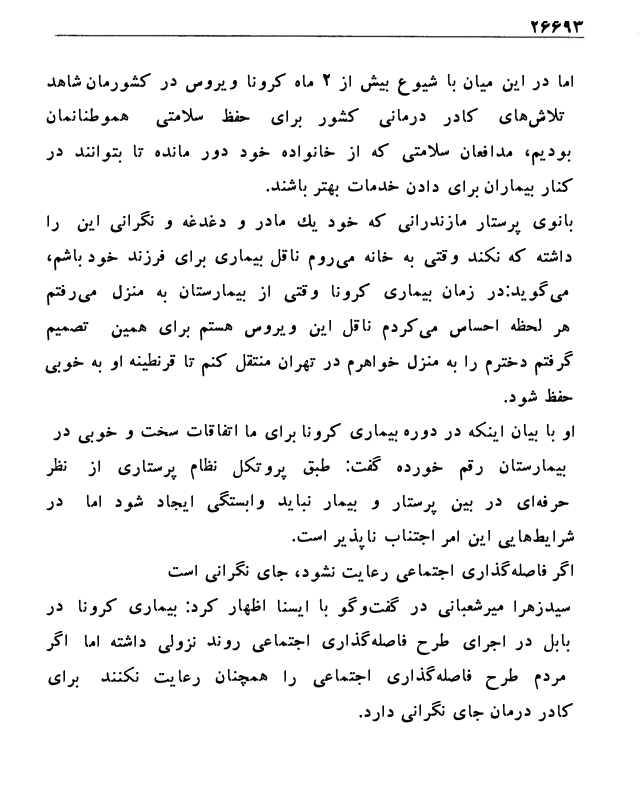 ۲۶۶۹۳
اما در این میان با شیوع بیش از ۲ ماه کرونا ویروس در کشورمان شاهد
تلاش‌های کادر درمانی کشور برای حفظ سلامتی هموطنانمان
بودیم، مدافعان سلامتی که از خانواده خود دور مانده تا بتوانند در
کنار بیماران برای دادن خدمات بهتر باشند.
بانوی پرستار مازندرانی که خود یك مادر و دغدغه و نگرانی این را
داشته که نکند وقتی به خانه می‌روم ناقل بیماری برای فرزند خود باشم،
می‌گوید:در زمان بیماری کرونا وقتی از بیمارستان به منزل می‌رفتم
هر لحظه احساس می‌کردم ناقل این ویروس هستم برای همین تصمیم
گرفتم دخترم را به منزل خواهرم در تهران منتقل کنم تا قرنطینه او به خوبی
حفظ شود.
او با بیان اینکه در دوره بیماری کرونا برای ما اتفاقات سخت و خوبی در
بیمارستان رقم خورده گفت: طبق پروتکل نظام پرستاری از نظر
حرفه‌ای در بین پرستار و بیمار نباید وابستگی ایجاد شود اما در
شرایط‌هایی این امر اجتناب ناپذیر است.
اگر فاصله‌گذاری اجتماعی رعایت نشود، جای نگرانی است
سیدزهرا میرشعبانی در گفت‌وگو با ایسنا اظهار کرد: بیماری کرونا در
بابل در اجرای طرح فاصله‌گذاری اجتماعی روند نزولی داشته اما اگر
مردم طرح فاصله‌گذاری اجتماعی را همچنان رعایت نکنند برای
کادر درمان جای نگرانی دارد.